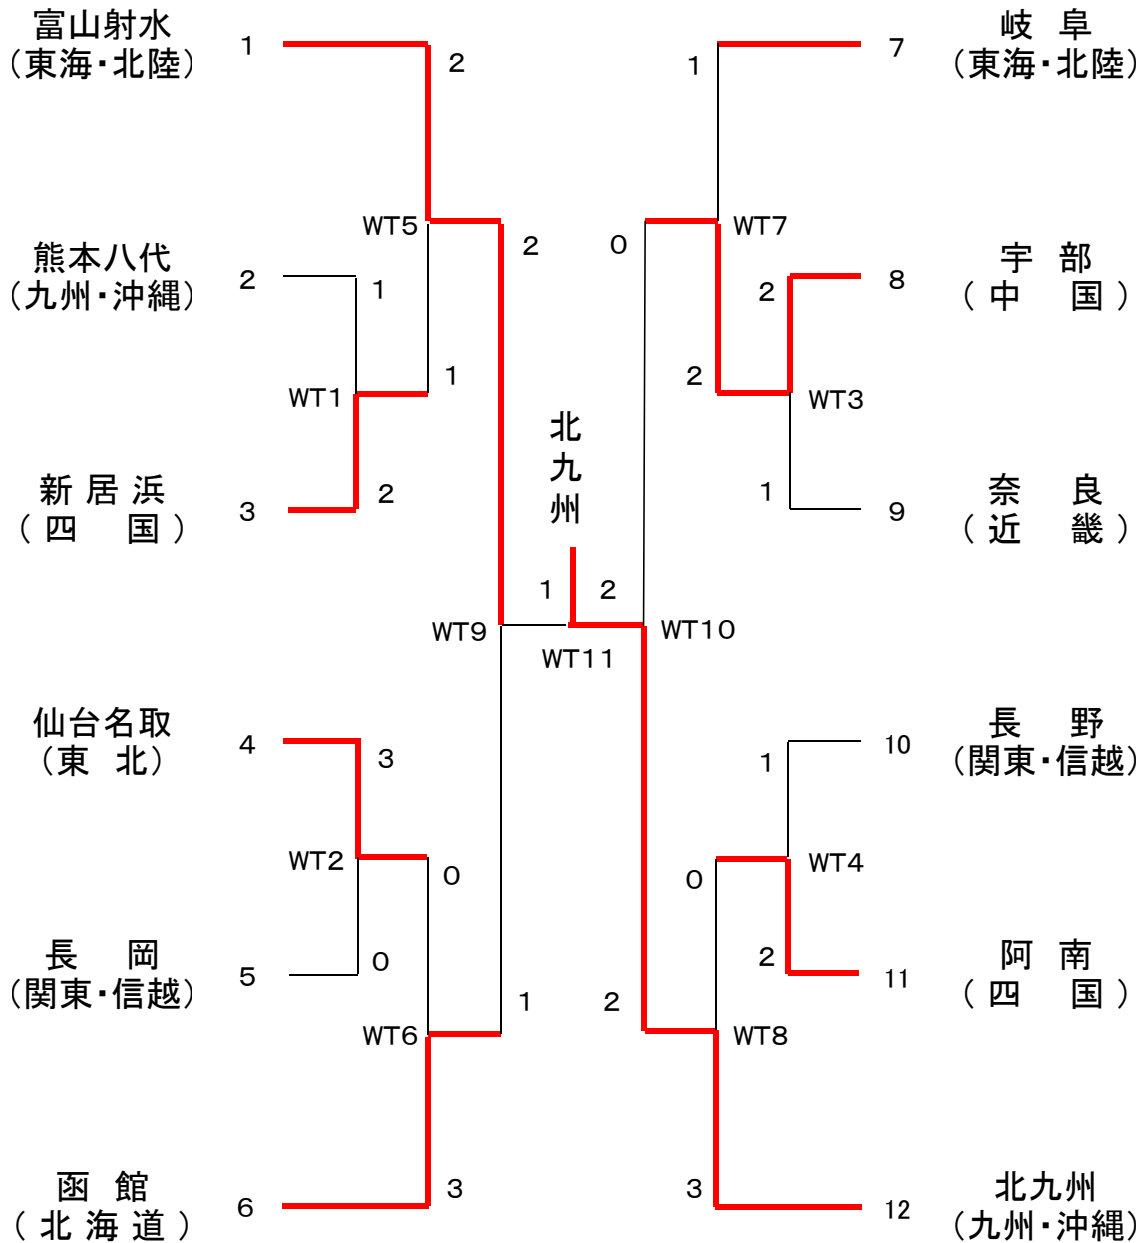 富山射水
(東海・北陸)
1
2
WT5
2
熊本八代
(九州・沖縄)
2
1
WT1
1
新居浜
(四 国)
3
2
北九州
1
2
WT9
WT11
WT10
仙台名取
(東 北)
4
3
WT2
0
長 岡
(関東・信越)
5
0
WT6
1
函 館
(北海道)
6
3
岐 阜
(東海・北陸)
7
1
WT7
0
宇 部
(中 国)
8
2
2
WT3
奈 良
(近 畿)
9
1
長 野
(関東・信越)
10
1
WT4
0
阿 南
(四 国)
11
2
2
WT8
北九州
(九州・沖縄)
12
3